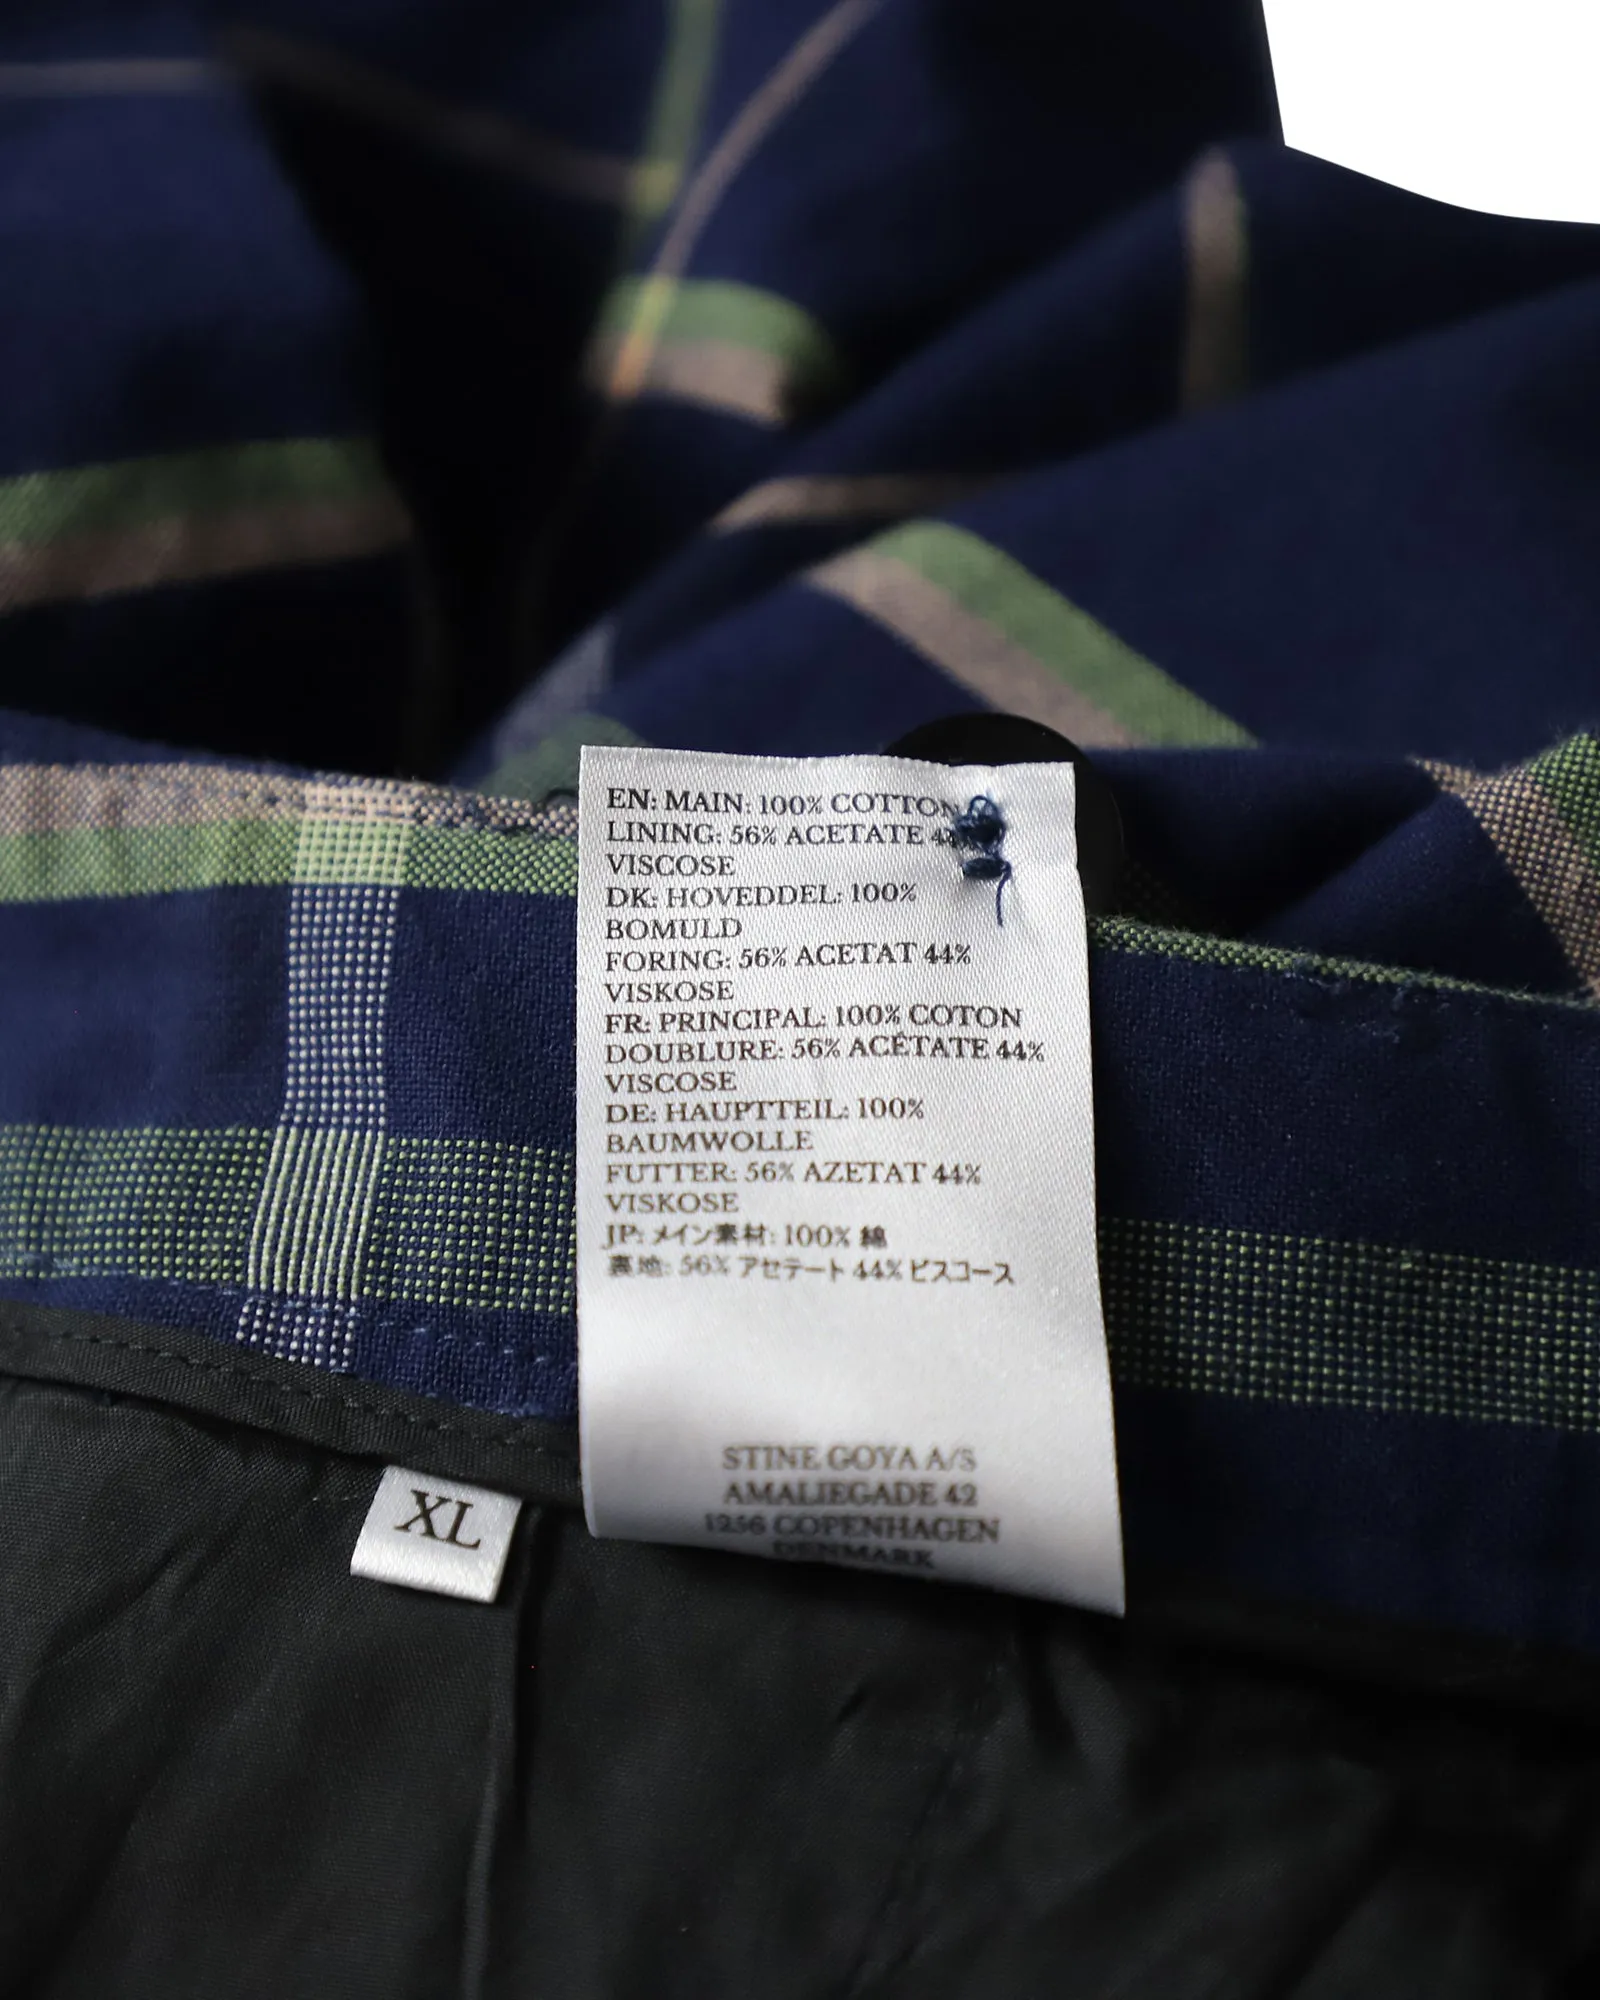 EN: MAIN: 100% COTTON
LINING: 56% ACETATE
VISCOSE
DK: HOVEDDEL: 100%
BOMULD
FORING: 56% ACETAT 44%
VISKOSE
FR: PRINCIPAL: 100% COTON
DOUBLURE: 56% ACÉTATE 44%
VISCOSE
DE: HAUPTTEIL: 100%
BAUMWOLLE
FUTTER: 56% AZETAT 44%
VISKOSE
JP: メイン素材: 100% 綿
裏地: 56% アセテート 44% ビスコース
STINE GOYA A/S
AMALIEGADE 42
1256 COPENHAGEN
DENMARK
XL